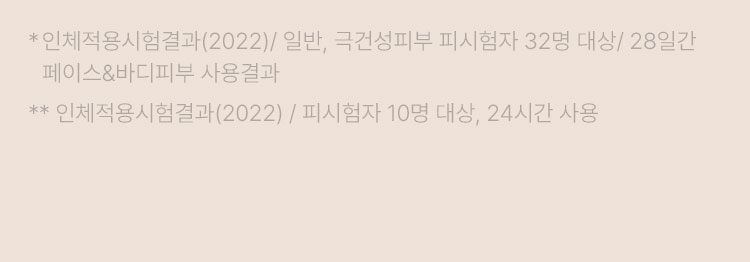 *인체적용시험결과(2022)/ 일반, 극건성피부 피시험자 32명 대상/ 28일간
페이스&바디피부 사용결과
** 인체적용시험결과(2022) / 피시험자 10명 대상, 24시간 사용